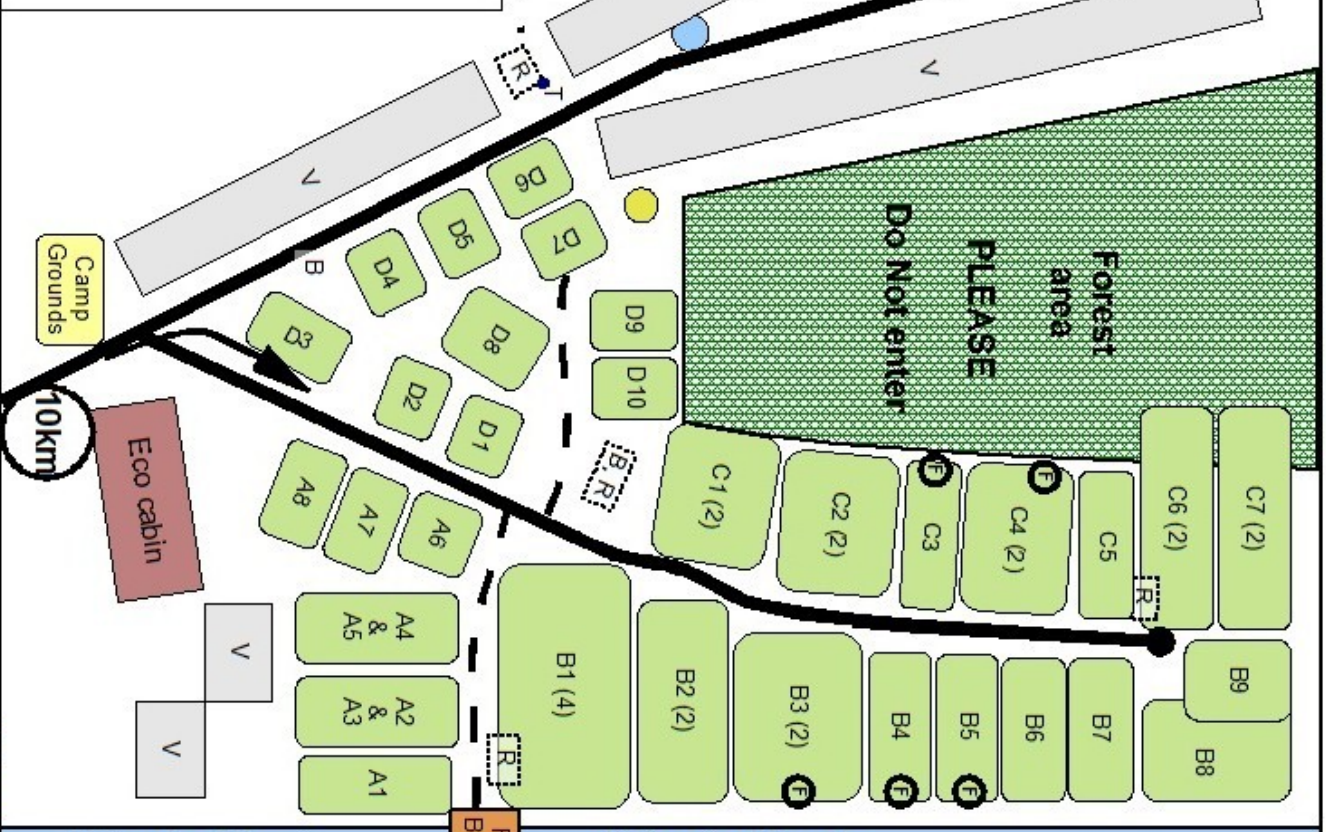 R
T
V
V
B
Camp
Grounds
10km
Eco cabin
Forest
area
PLEASE
Do Not enter
D6
D7
D5
D4
D3
D8
D2
D1
D9
D10
B R
C1 (2)
C2 (2)
C3
F
C4 (2)
F
C5
C6 (2)
C7 (2)
R
A8
A7
A6
A4
&
A5
A2
&
A3
A1
V
V
B1 (4)
R
B2 (2)
B3 (2)
F
B4
F
B5
F
B6
B7
B9
B8
B